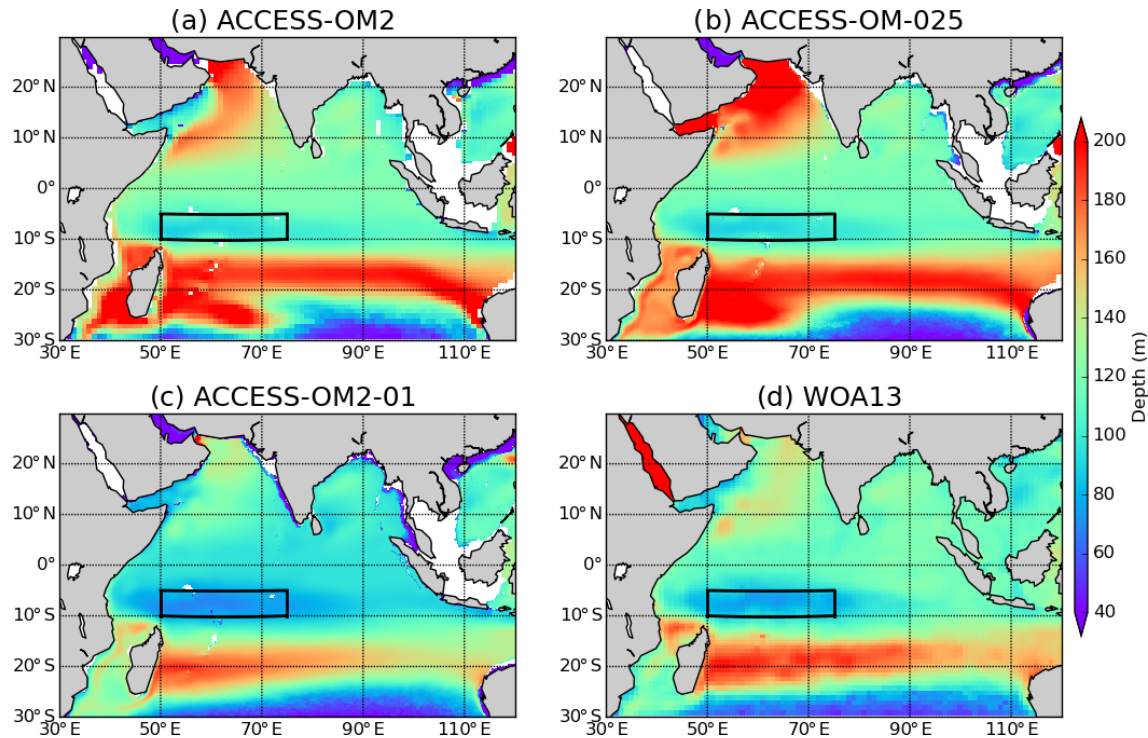 (a) ACCESS-OM2
(b) ACCESS-OM-025
20°N
10°N
0°
10°S
20°S
30°S
30°E
50°E
70°E
90°E
110°E
20°N
10°N
0°
10°S
20°S
30°S
30°E
50°E
70°E
90°E
110°E
(c) ACCESS-OM2-01
(d) WOA13
20°N
10°N
0°
10°S
20°S
30°S
30°E
50°E
70°E
90°E
110°E
20°N
10°N
0°
10°S
20°S
30°S
30°E
50°E
70°E
90°E
110°E
200
180
160
140
120
100
80
60
40
Depth (m)